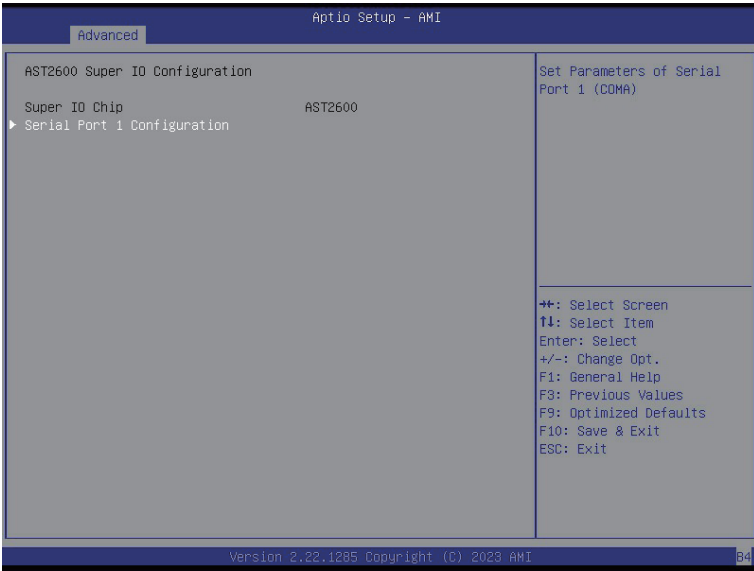 Aptio Setup – AMI
Advanced
AST2600 Super IO Configuration
Super IO Chip AST2600
▶ Serial Port 1 Configuration
Set Parameters of Serial
Port 1 (COMA)
→←: Select Screen
↑↓: Select Item
Enter: Select
+/-: Change Opt.
F1: General Help
F3: Previous Values
F9: Optimized Defaults
F10: Save & Exit
ESC: Exit
Version 2.22.1285 Copyright (C) 2023 AMI
B4